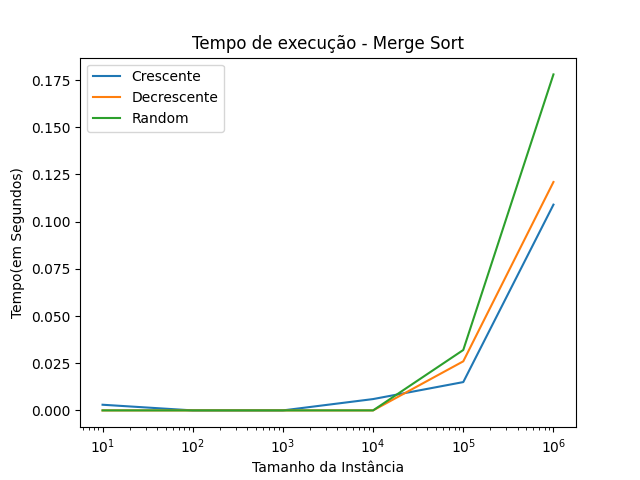 Tempo de execução - Merge Sort
Crescente
Decrescente
Random
0.175
0.150
0.125
0.100
0.075
0.050
0.025
0.000
Tempo(em Segundos)
10¹ 10² 10³ 10⁴ 10⁵ 10⁶
Tamanho da Instância